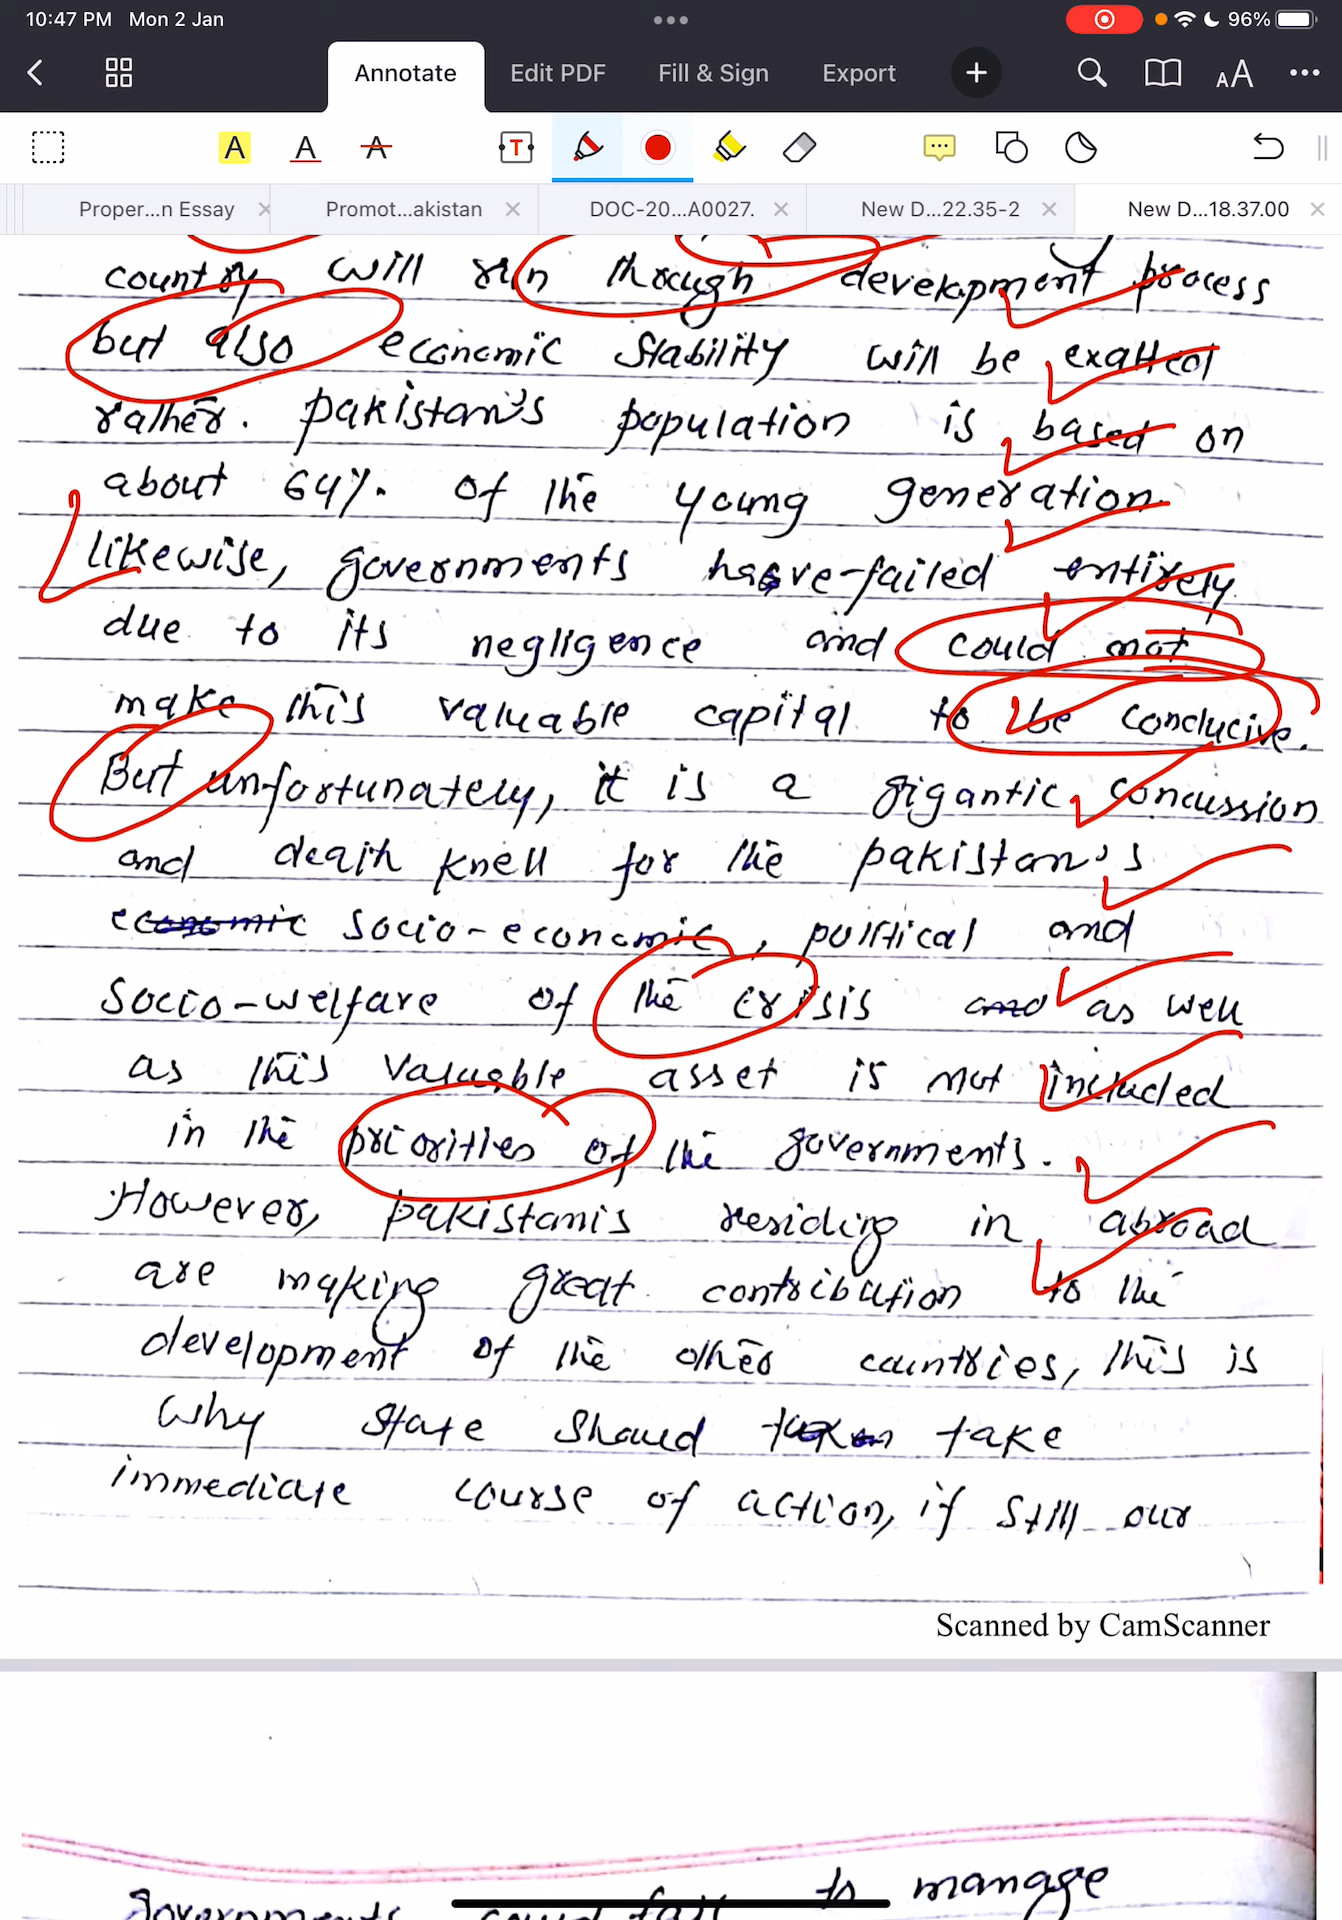 10:47 PM Mon 2 Jan
96%
Annotate Edit PDF Fill & Sign Export
AA
A A A T
Proper...n Essay Promot...akistan DOC-20...A0027. New D...22.35-2 New D...18.37.00
country will run through development process
but also economic Stability will be exalted
rather. pakistan's population is based on
about 64% of the young generation.
likewise, governments have-failed entirely
due to its negligence and could not
make this valuable capital to be conclucive.
But unfortunately, it is a gigantic concussion
and death knell for the pakistan's
economic socio-economic, political and
Socio-welfare of the crisis and as well
as this valuable asset is not included
in the priorities of the governments.
However, pakistanis residing in abroad
are making great contribution to the
development of the other countries, this is
why state should take
immediate course of action, if still our
Scanned by CamScanner
to manage
governments could